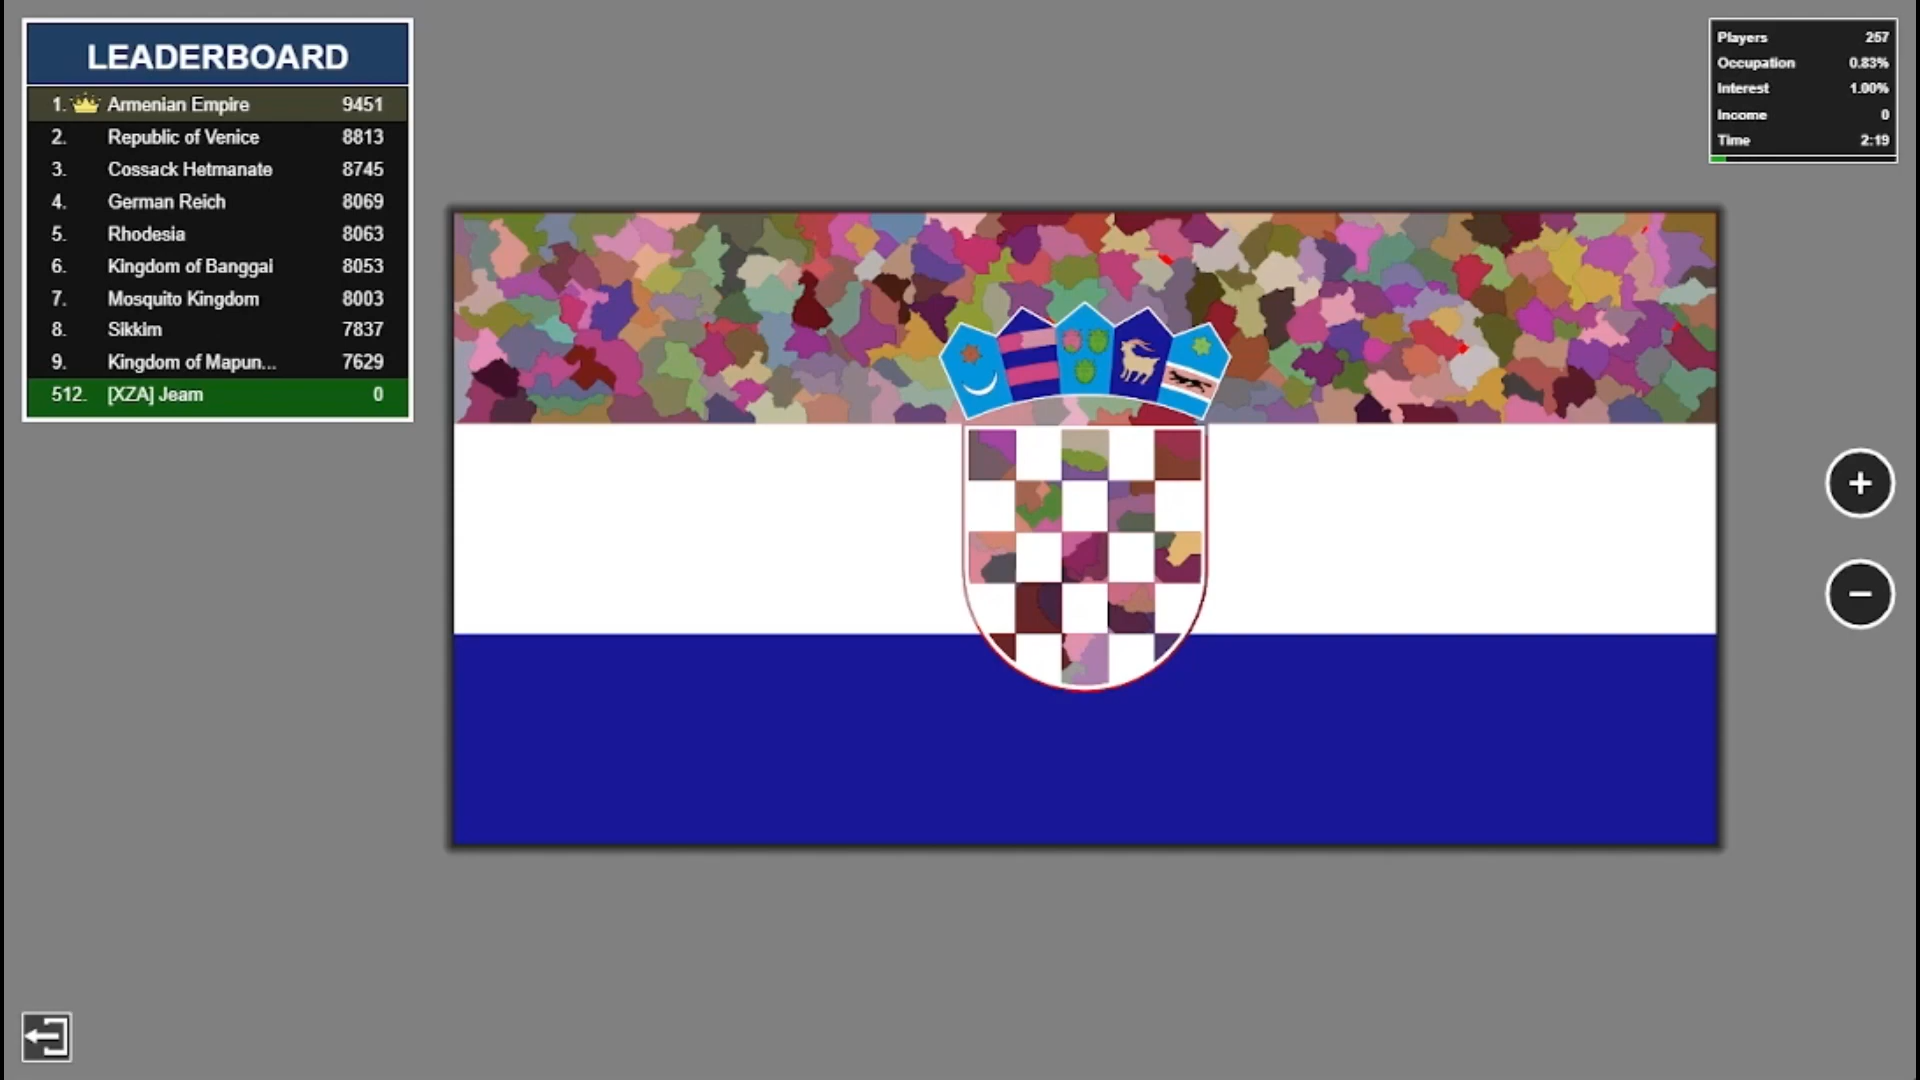 LEADERBOARD
1. Armenian Empire 9451
2. Republic of Venice 8813
3. Cossack Hetmanate 8745
4. German Reich 8069
5. Rhodesia 8063
6. Kingdom of Banggai 8053
7. Mosquito Kingdom 8003
8. Sikkim 7837
9. Kingdom of Mapun... 7629
512. [XZA] Jeam 0
Players 257
Occupation 0.83%
Interest 1.00%
Income 0
Time 2:19
+
−